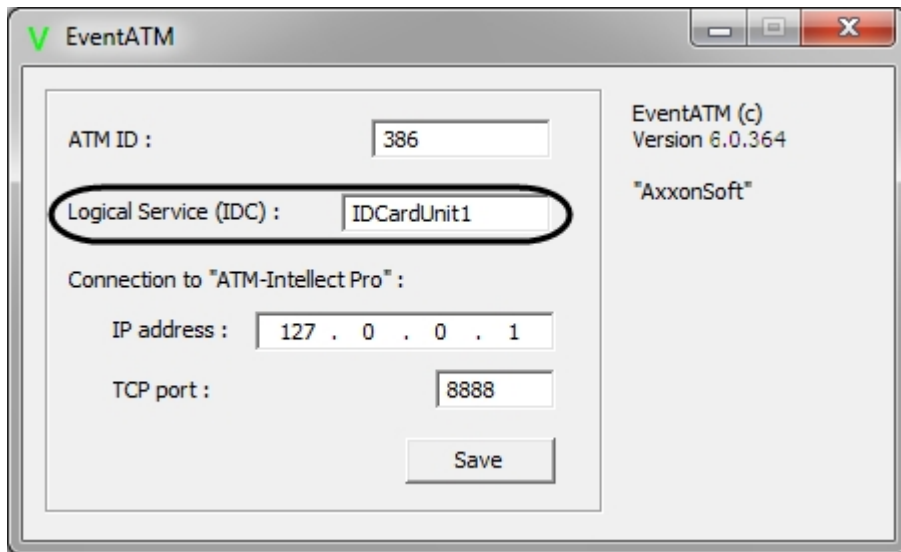 EventATM
ATM ID : 386
Logical Service (IDC) : IDCardUnit1
Connection to "ATM-Intellect Pro" :
IP address : 127 . 0 . 0 . 1
TCP port : 8888
Save
EventATM (c)
Version 6.0.364
"AxxonSoft"